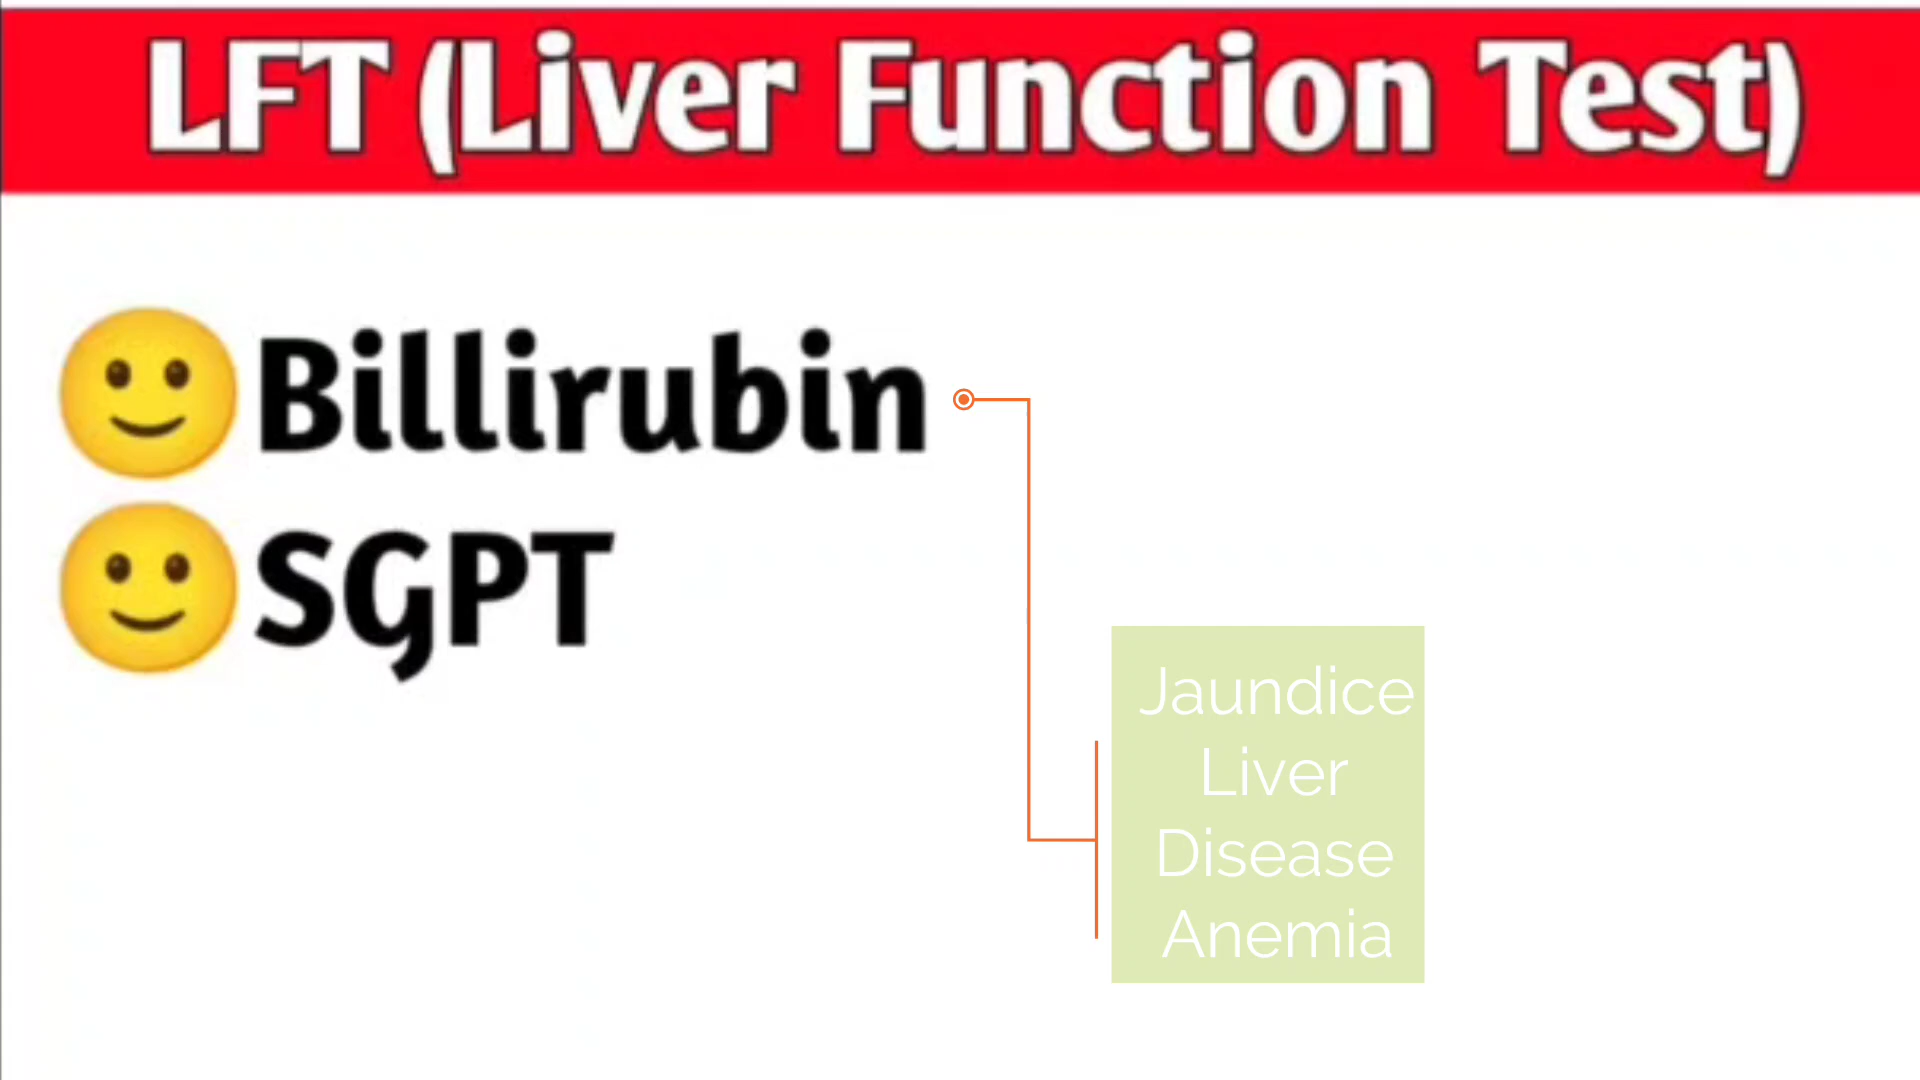 LFT (Liver Function Test)
Billirubin
SGPT
Jaundice
Liver
Disease
Anemia